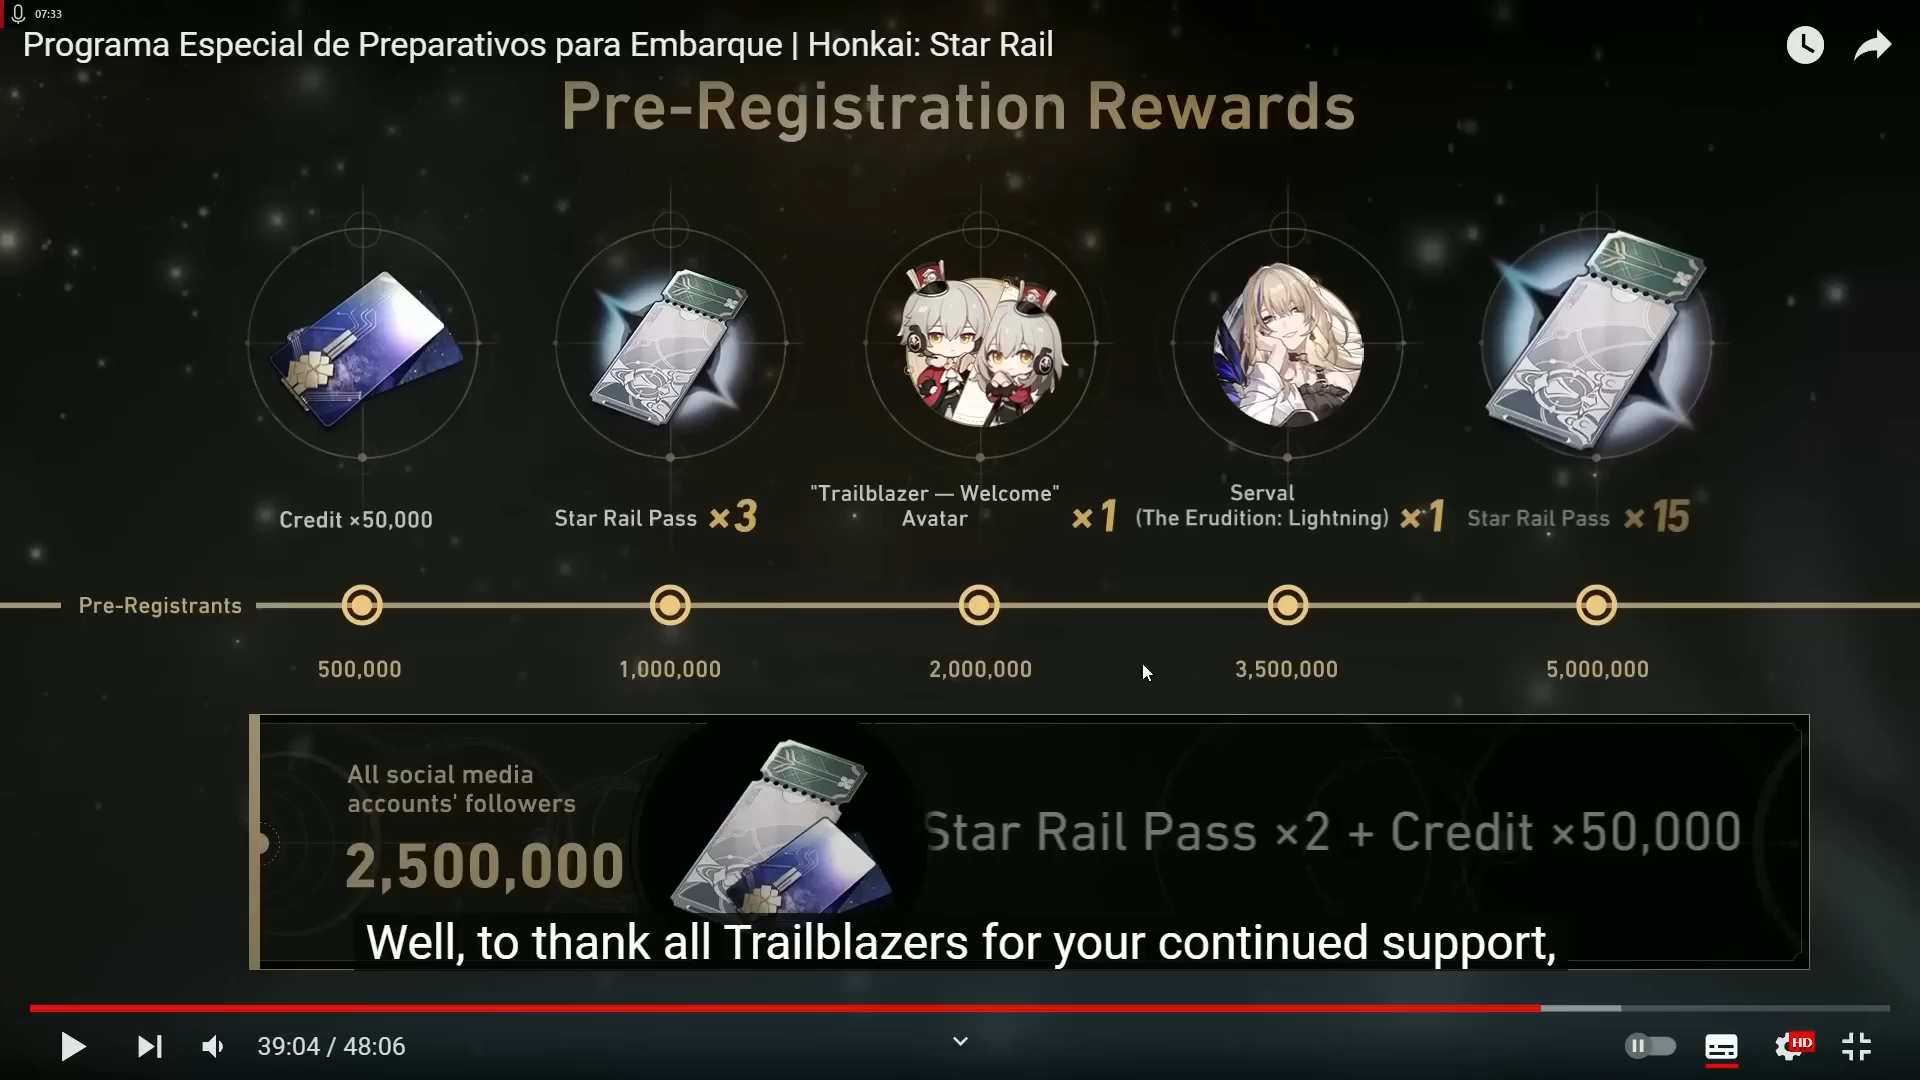 07:33
Programa Especial de Preparativos para Embarque | Honkai: Star Rail
Pre-Registration Rewards
Credit ×50,000
Star Rail Pass ×3
"Trailblazer — Welcome"
Avatar ×1
Serval
(The Erudition: Lightning) ×1
Star Rail Pass ×15
Pre-Registrants
500,000
1,000,000
2,000,000
3,500,000
5,000,000
All social media
accounts' followers
2,500,000
Star Rail Pass ×2 + Credit ×50,000
Well, to thank all Trailblazers for your continued support,
39:04 / 48:06
HD